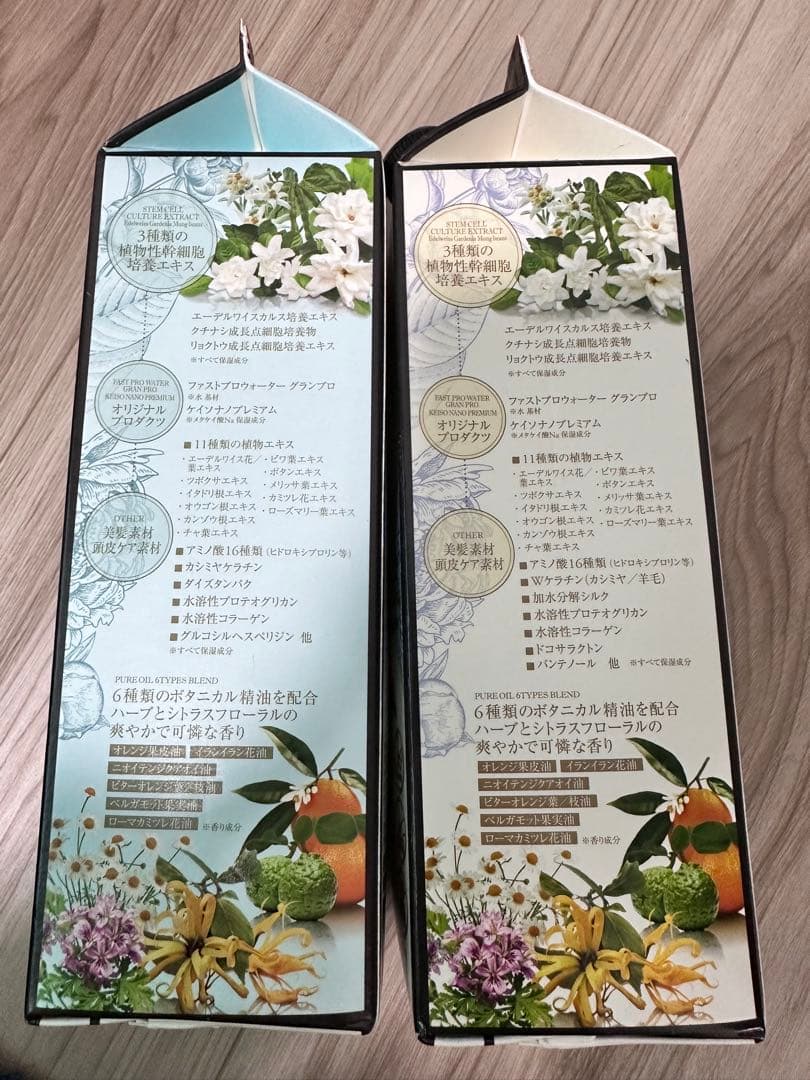 STEM CELL
CULTURE EXTRACT
Edelweiss Gardenia Mung beans
3種類の
植物性幹細胞
培養エキス
エーデルワイスカルス培養エキス
クチナシ成長点細胞培養物
リョクトウ成長点細胞培養エキス
※すべて保湿成分
FAST PRO WATER
GRAN PRO
KEISO NANO PREMIUM
オリジナル
プロダクツ
ファストプロウォーター グランプロ
※水 基材
ケイソナノプレミアム
※メタケイ酸Na 保湿成分
■11種類の植物エキス
・エーデルワイス花／葉エキス
・ツボクサエキス
・イタドリ根エキス
・オウゴン根エキス
・カンゾウ根エキス
・チャ葉エキス
・ビワ葉エキス
・ボタンエキス
・メリッサ葉エキス
・カミツレ花エキス
・ローズマリー葉エキス
OTHER
美髪素材
頭皮ケア素材
■アミノ酸16種類（ヒドロキシプロリン等）
■カシミヤケラチン
■ダイズタンパク
■水溶性プロテオグリカン
■水溶性コラーゲン
■グルコシルヘスペリジン 他
※すべて保湿成分
PURE OIL 6TYPES BLEND
6種類のボタニカル精油を配合
ハーブとシトラスフローラルの
爽やかで可憐な香り
オレンジ果皮油 イランイラン花油
ニオイテンジクアオイ油
ビターオレンジ葉／枝油
ベルガモット果実油
ローマカミツレ花油 ※香り成分
STEM CELL
CULTURE EXTRACT
Edelweiss Gardenia Mung beans
3種類の
植物性幹細胞
培養エキス
エーデルワイスカルス培養エキス
クチナシ成長点細胞培養物
リョクトウ成長点細胞培養エキス
※すべて保湿成分
FAST PRO WATER
GRAN PRO
KEISO NANO PREMIUM
オリジナル
プロダクツ
ファストプロウォーター グランプロ
※水 基材
ケイソナノプレミアム
※メタケイ酸Na 保湿成分
■11種類の植物エキス
・エーデルワイス花／葉エキス
・ツボクサエキス
・イタドリ根エキス
・オウゴン根エキス
・カンゾウ根エキス
・チャ葉エキス
・ビワ葉エキス
・ボタンエキス
・メリッサ葉エキス
・カミツレ花エキス
・ローズマリー葉エキス
OTHER
美髪素材
頭皮ケア素材
■アミノ酸16種類（ヒドロキシプロリン等）
■Wケラチン（カシミヤ／羊毛）
■加水分解シルク
■水溶性プロテオグリカン
■水溶性コラーゲン
■ドコサラクトン
■パンテノール 他 ※すべて保湿成分
PURE OIL 6TYPES BLEND
6種類のボタニカル精油を配合
ハーブとシトラスフローラルの
爽やかで可憐な香り
オレンジ果皮油 イランイラン花油
ニオイテンジクアオイ油
ビターオレンジ葉／枝油
ベルガモット果実油
ローマカミツレ花油 ※香り成分